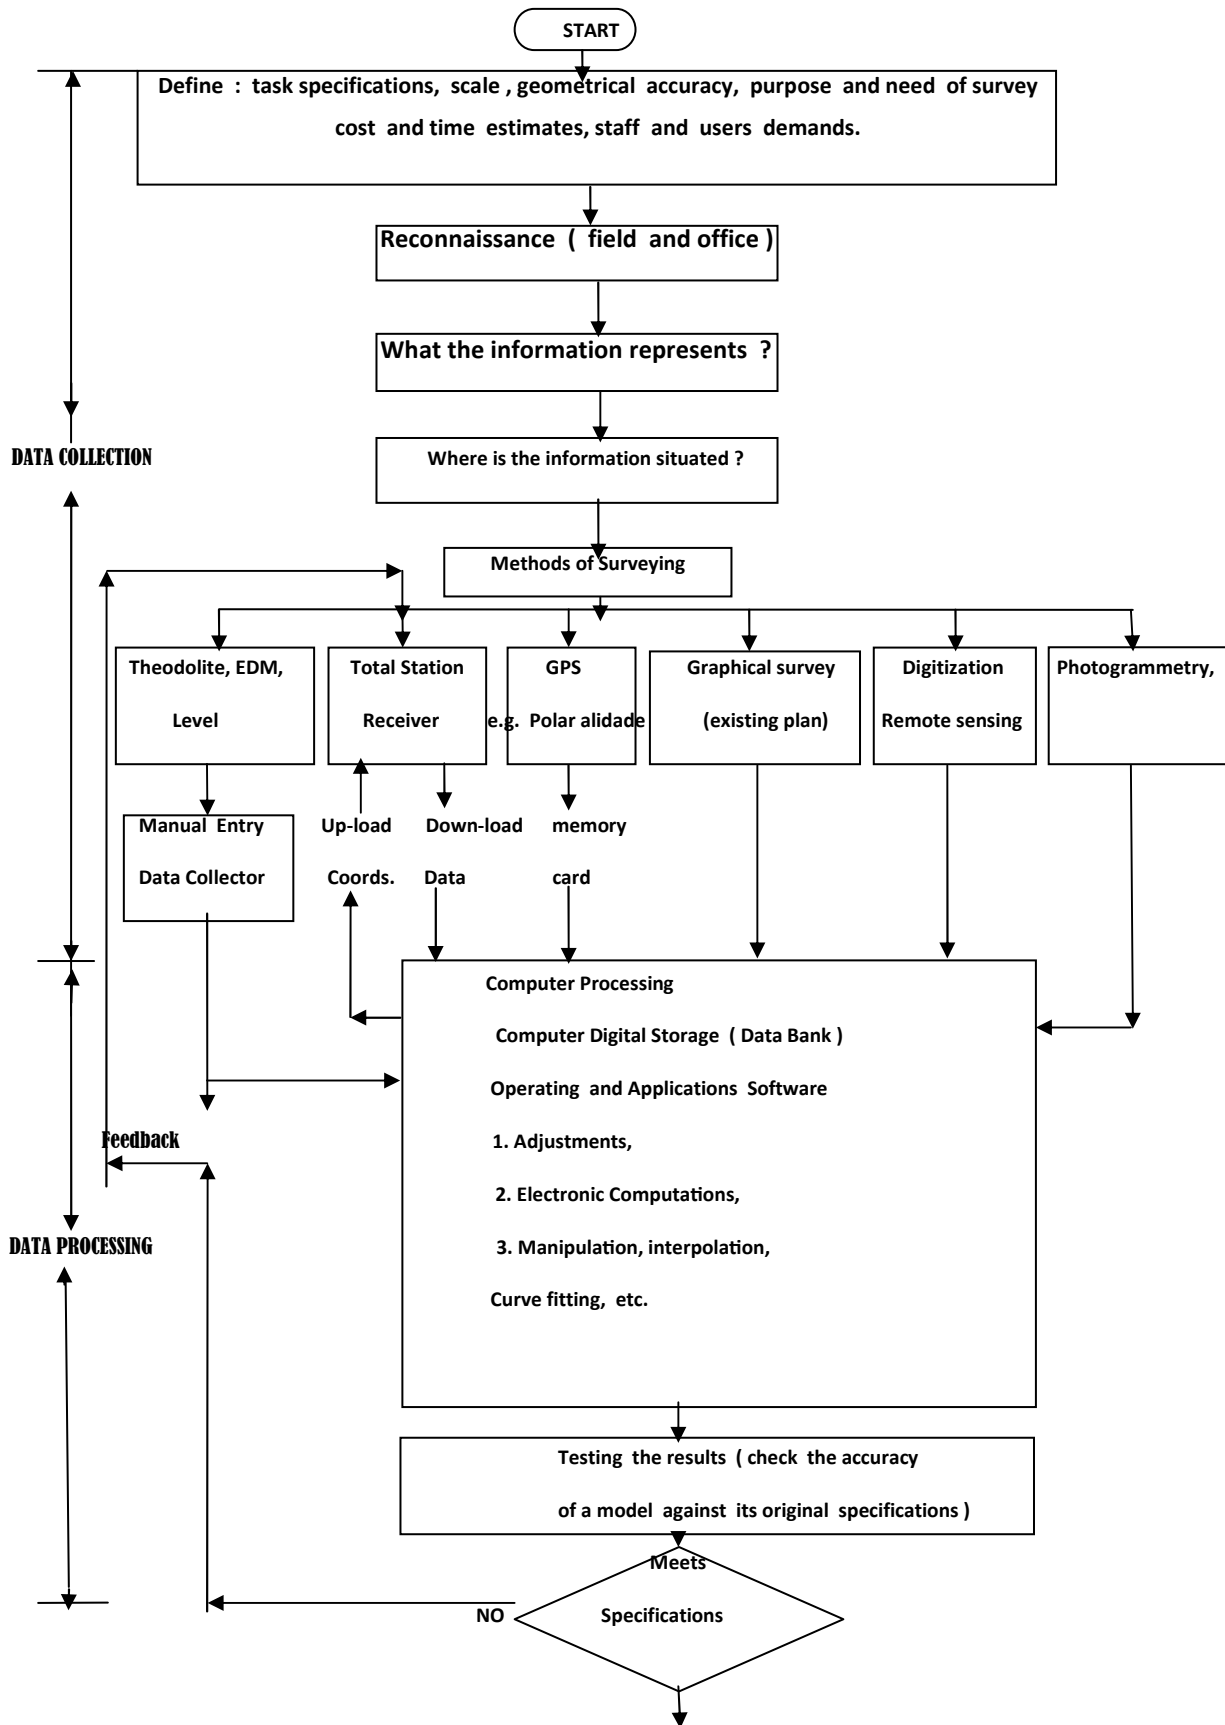 START
Define : task specifications, scale , geometrical accuracy, purpose and need of survey
cost and time estimates, staff and users demands.
Reconnaissance ( field and office )
What the information represents ?
DATA COLLECTION
Where is the information situated ?
Methods of Surveying
Theodolite, EDM,
Level
Total Station
Receiver
GPS
e.g. Polar alidade
Graphical survey
(existing plan)
Digitization
Remote sensing
Photogrammetry,
Manual Entry
Data Collector
Up-load
Coords.
Down-load
Data
memory
card
Computer Processing
Computer Digital Storage ( Data Bank )
Operating and Applications Software
1. Adjustments,
2. Electronic Computations,
3. Manipulation, interpolation,
Curve fitting, etc.
Feedback
DATA PROCESSING
Testing the results ( check the accuracy
of a model against its original specifications )
Meets
Specifications
NO